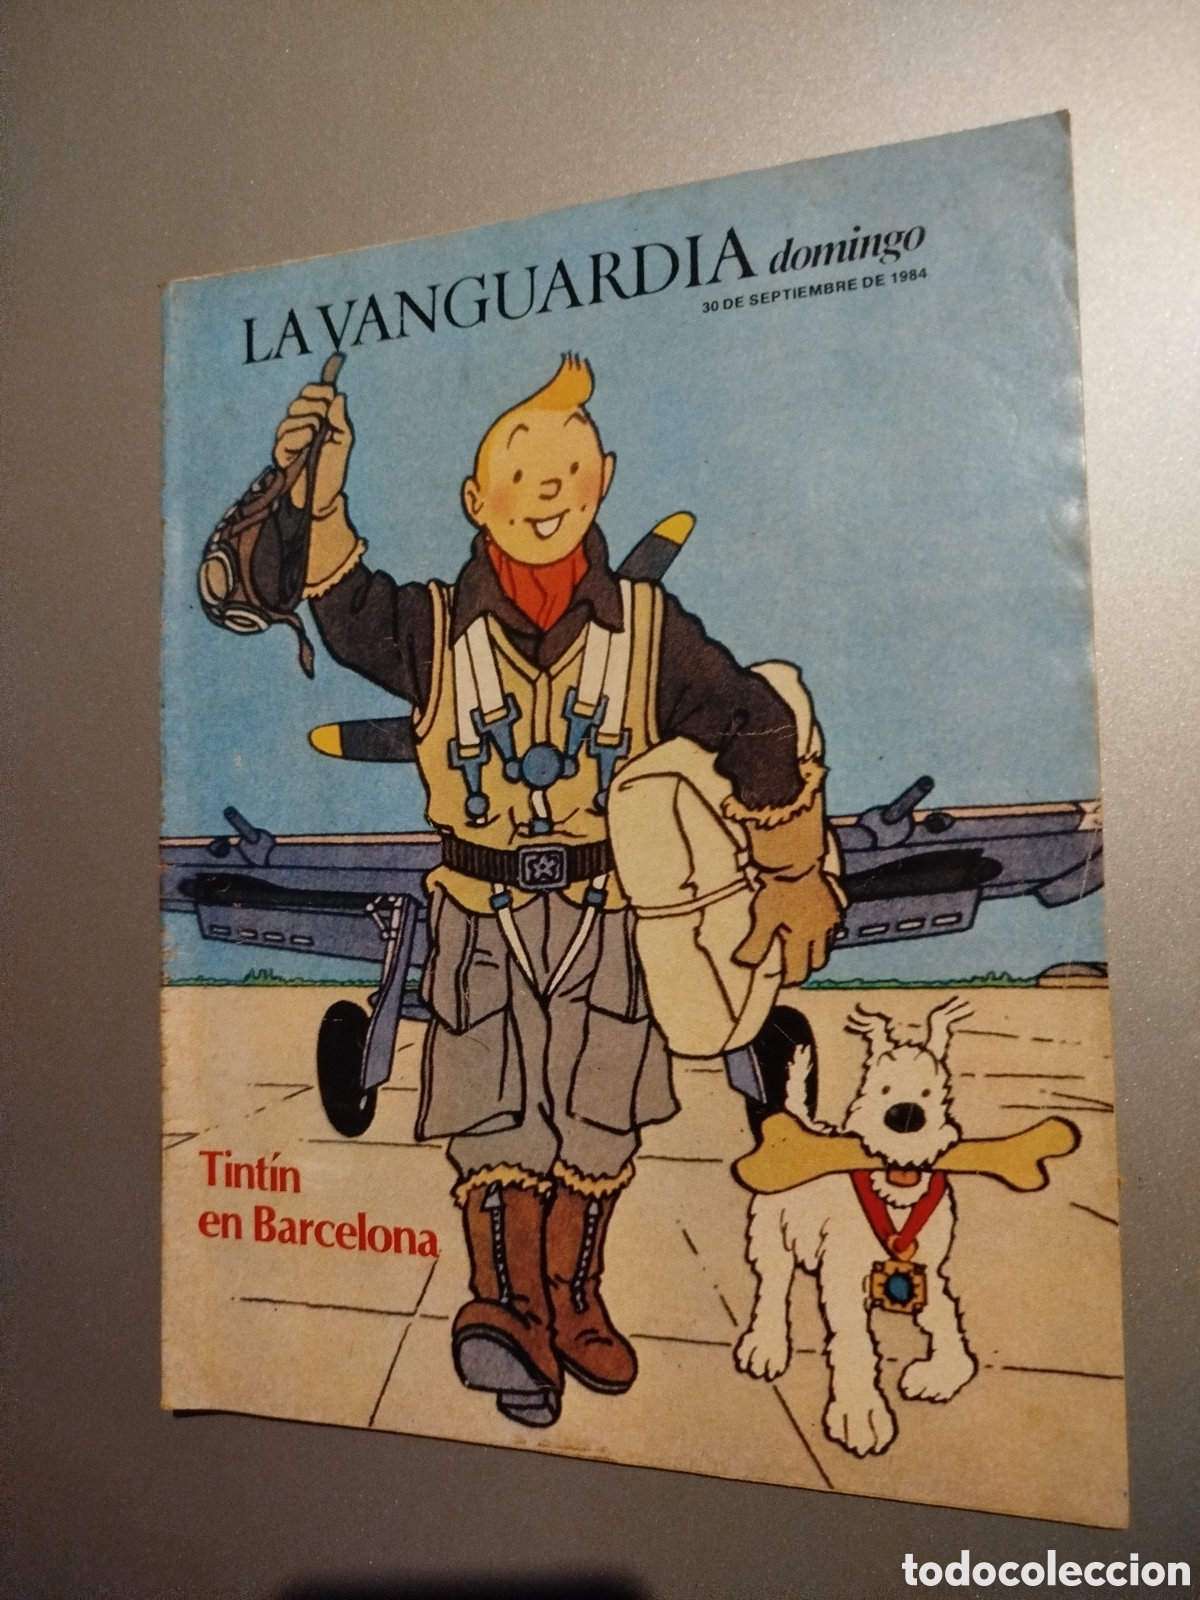 LA VANGUARDIA domingo
30 DE SEPTIEMBRE DE 1984
Tintín
en Barcelona
todocoleccion